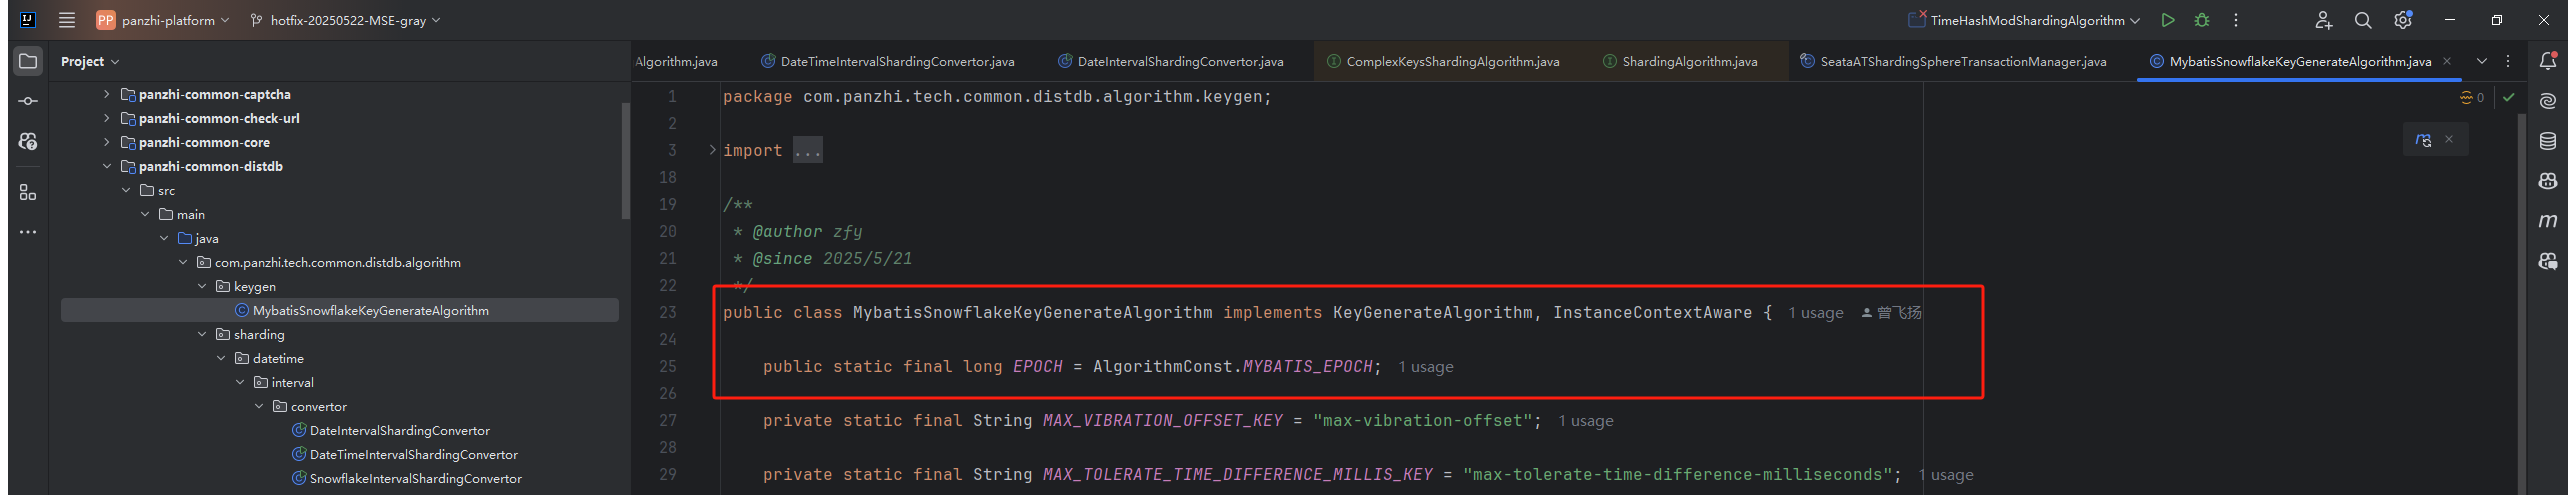 PP panzhi-platform hotfix-20250522-MSE-gray TimeHashModShardingAlgorithm
Project
Algorithm.java DateTimeIntervalShardingConvertor.java DateIntervalShardingConvertor.java ComplexKeysShardingAlgorithm.java ShardingAlgorithm.java SeataATShardingSphereTransactionManager.java MybatisSnowflakeKeyGenerateAlgorithm.java
panzhi-common-captcha
panzhi-common-check-url
panzhi-common-core
panzhi-common-distdb
src
main
java
com.panzhi.tech.common.distdb.algorithm
keygen
MybatisSnowflakeKeyGenerateAlgorithm
sharding
datetime
interval
convertor
DateIntervalShardingConvertor
DateTimeIntervalShardingConvertor
SnowflakeIntervalShardingConvertor
1 package com.panzhi.tech.common.distdb.algorithm.keygen; 0
2
3 import ...
18
19 /**
20 * @author zfy
21 * @since 2025/5/21
22 */
23 public class MybatisSnowflakeKeyGenerateAlgorithm implements KeyGenerateAlgorithm, InstanceContextAware { 1 usage 曾飞扬
24
25 public static final long EPOCH = AlgorithmConst.MYBATIS_EPOCH; 1 usage
26
27 private static final String MAX_VIBRATION_OFFSET_KEY = "max-vibration-offset"; 1 usage
28
29 private static final String MAX_TOLERATE_TIME_DIFFERENCE_MILLIS_KEY = "max-tolerate-time-difference-milliseconds"; 1 usage